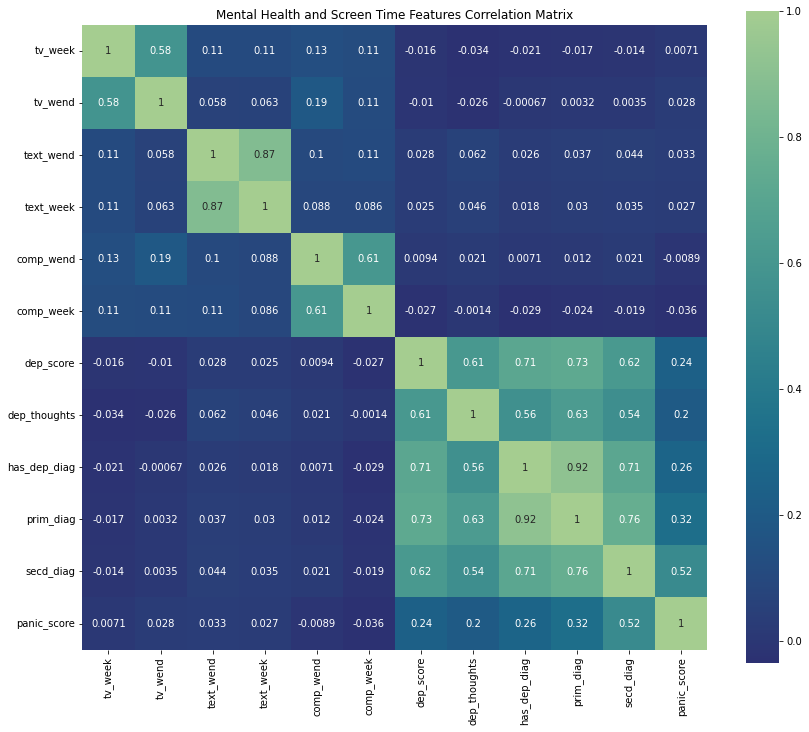 Mental Health and Screen Time Features Correlation Matrix
tv_week 1 0.58 0.11 0.11 0.13 0.11 -0.016 -0.034 -0.021 -0.017 -0.014 0.0071
tv_wend 0.58 1 0.058 0.063 0.19 0.11 -0.01 -0.026 -0.00067 0.0032 0.0035 0.028
text_wend 0.11 0.058 1 0.87 0.1 0.11 0.028 0.062 0.026 0.037 0.044 0.033
text_week 0.11 0.063 0.87 1 0.088 0.086 0.025 0.046 0.018 0.03 0.035 0.027
comp_wend 0.13 0.19 0.1 0.088 1 0.61 0.0094 0.021 0.0071 0.012 0.021 -0.0089
comp_week 0.11 0.11 0.11 0.086 0.61 1 -0.027 -0.0014 -0.029 -0.024 -0.019 -0.036
dep_score -0.016 -0.01 0.028 0.025 0.0094 -0.027 1 0.61 0.71 0.73 0.62 0.24
dep_thoughts -0.034 -0.026 0.062 0.046 0.021 -0.0014 0.61 1 0.56 0.63 0.54 0.2
has_dep_diag -0.021 -0.00067 0.026 0.018 0.0071 -0.029 0.71 0.56 1 0.92 0.71 0.26
prim_diag -0.017 0.0032 0.037 0.03 0.012 -0.024 0.73 0.63 0.92 1 0.76 0.32
secd_diag -0.014 0.0035 0.044 0.035 0.021 -0.019 0.62 0.54 0.71 0.76 1 0.52
panic_score 0.0071 0.028 0.033 0.027 -0.0089 -0.036 0.24 0.2 0.26 0.32 0.52 1
tv_week tv_wend text_wend text_week comp_wend comp_week dep_score dep_thoughts has_dep_diag prim_diag secd_diag panic_score
1.0
0.8
0.6
0.4
0.2
0.0